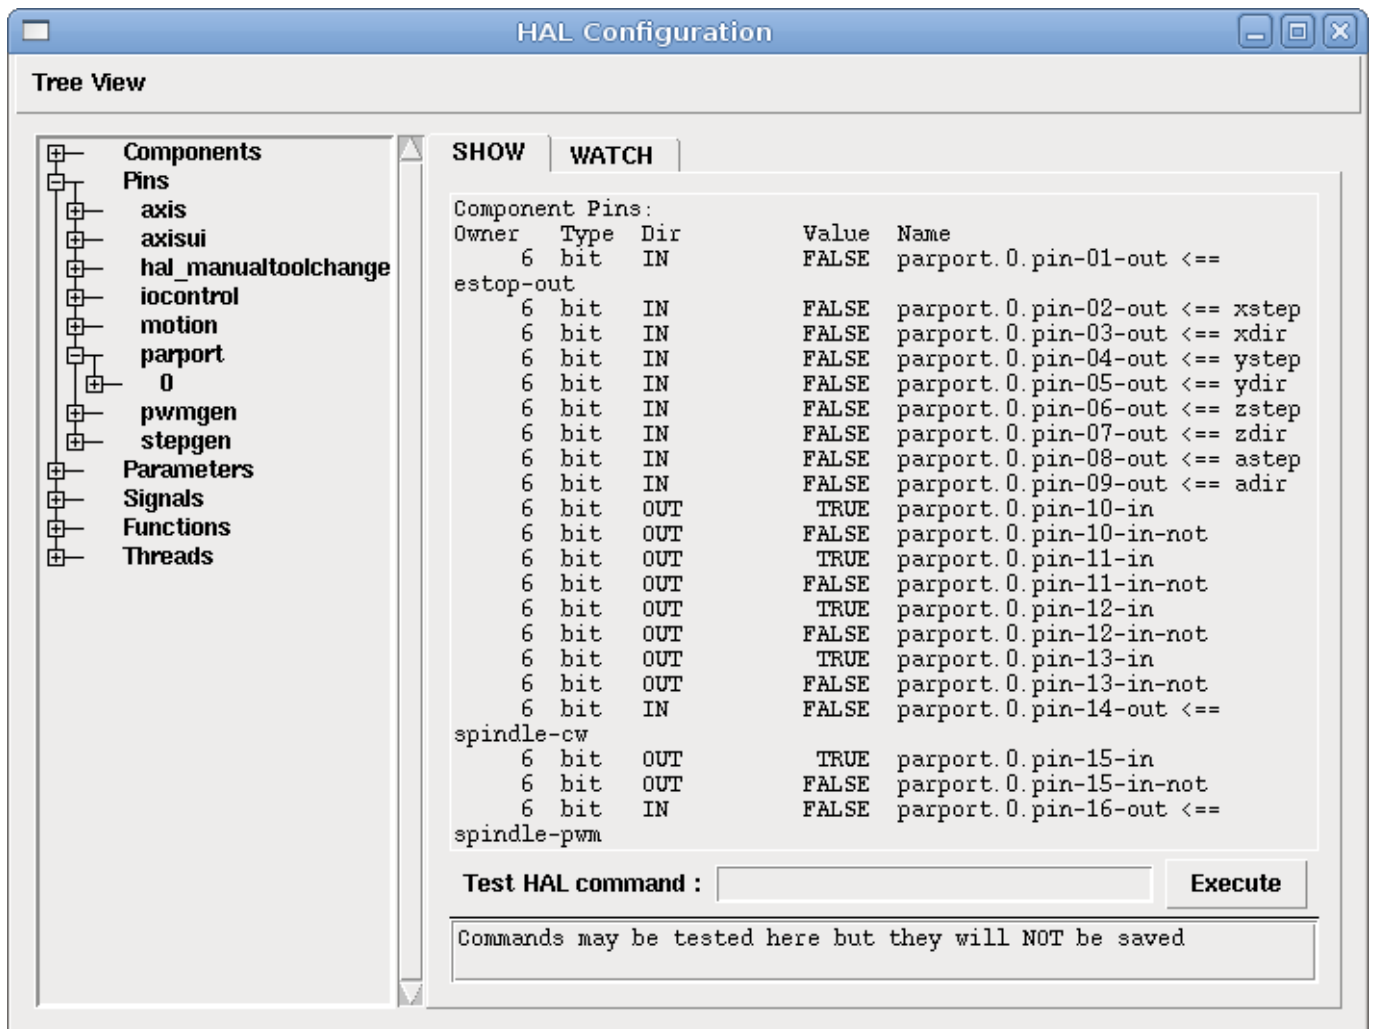 HAL Configuration
Tree View
Components
Pins
axis
axisui
hal_manualtoolchange
iocontrol
motion
parport
0
pwmgen
stepgen
Parameters
Signals
Functions
Threads
SHOW
WATCH
Component Pins:
Owner Type Dir Value Name
6 bit IN FALSE parport.0.pin-01-out <==
estop-out
6 bit IN FALSE parport.0.pin-02-out <== xstep
6 bit IN FALSE parport.0.pin-03-out <== xdir
6 bit IN FALSE parport.0.pin-04-out <== ystep
6 bit IN FALSE parport.0.pin-05-out <== ydir
6 bit IN FALSE parport.0.pin-06-out <== zstep
6 bit IN FALSE parport.0.pin-07-out <== zdir
6 bit IN FALSE parport.0.pin-08-out <== astep
6 bit IN FALSE parport.0.pin-09-out <== adir
6 bit OUT TRUE parport.0.pin-10-in
6 bit OUT FALSE parport.0.pin-10-in-not
6 bit OUT TRUE parport.0.pin-11-in
6 bit OUT FALSE parport.0.pin-11-in-not
6 bit OUT TRUE parport.0.pin-12-in
6 bit OUT FALSE parport.0.pin-12-in-not
6 bit OUT TRUE parport.0.pin-13-in
6 bit OUT FALSE parport.0.pin-13-in-not
6 bit IN FALSE parport.0.pin-14-out <==
spindle-cw
6 bit OUT TRUE parport.0.pin-15-in
6 bit OUT FALSE parport.0.pin-15-in-not
6 bit IN FALSE parport.0.pin-16-out <==
spindle-pwm
Test HAL command :
Execute
Commands may be tested here but they will NOT be saved